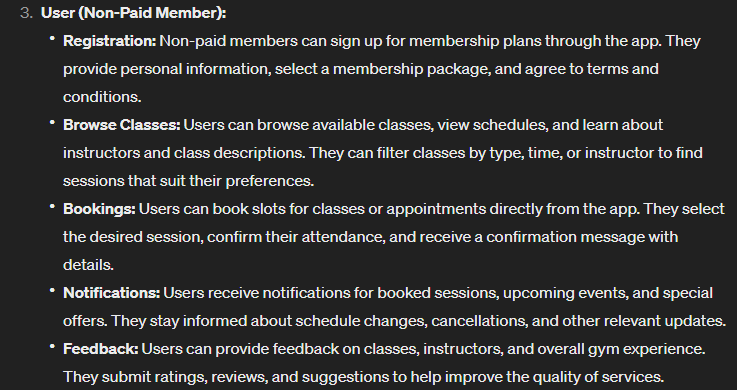 3. User (Non-Paid Member):
• Registration: Non-paid members can sign up for membership plans through the app. They
provide personal information, select a membership package, and agree to terms and
conditions.
• Browse Classes: Users can browse available classes, view schedules, and learn about
instructors and class descriptions. They can filter classes by type, time, or instructor to find
sessions that suit their preferences.
• Bookings: Users can book slots for classes or appointments directly from the app. They select
the desired session, confirm their attendance, and receive a confirmation message with
details.
• Notifications: Users receive notifications for booked sessions, upcoming events, and special
offers. They stay informed about schedule changes, cancellations, and other relevant updates.
• Feedback: Users can provide feedback on classes, instructors, and overall gym experience.
They submit ratings, reviews, and suggestions to help improve the quality of services.